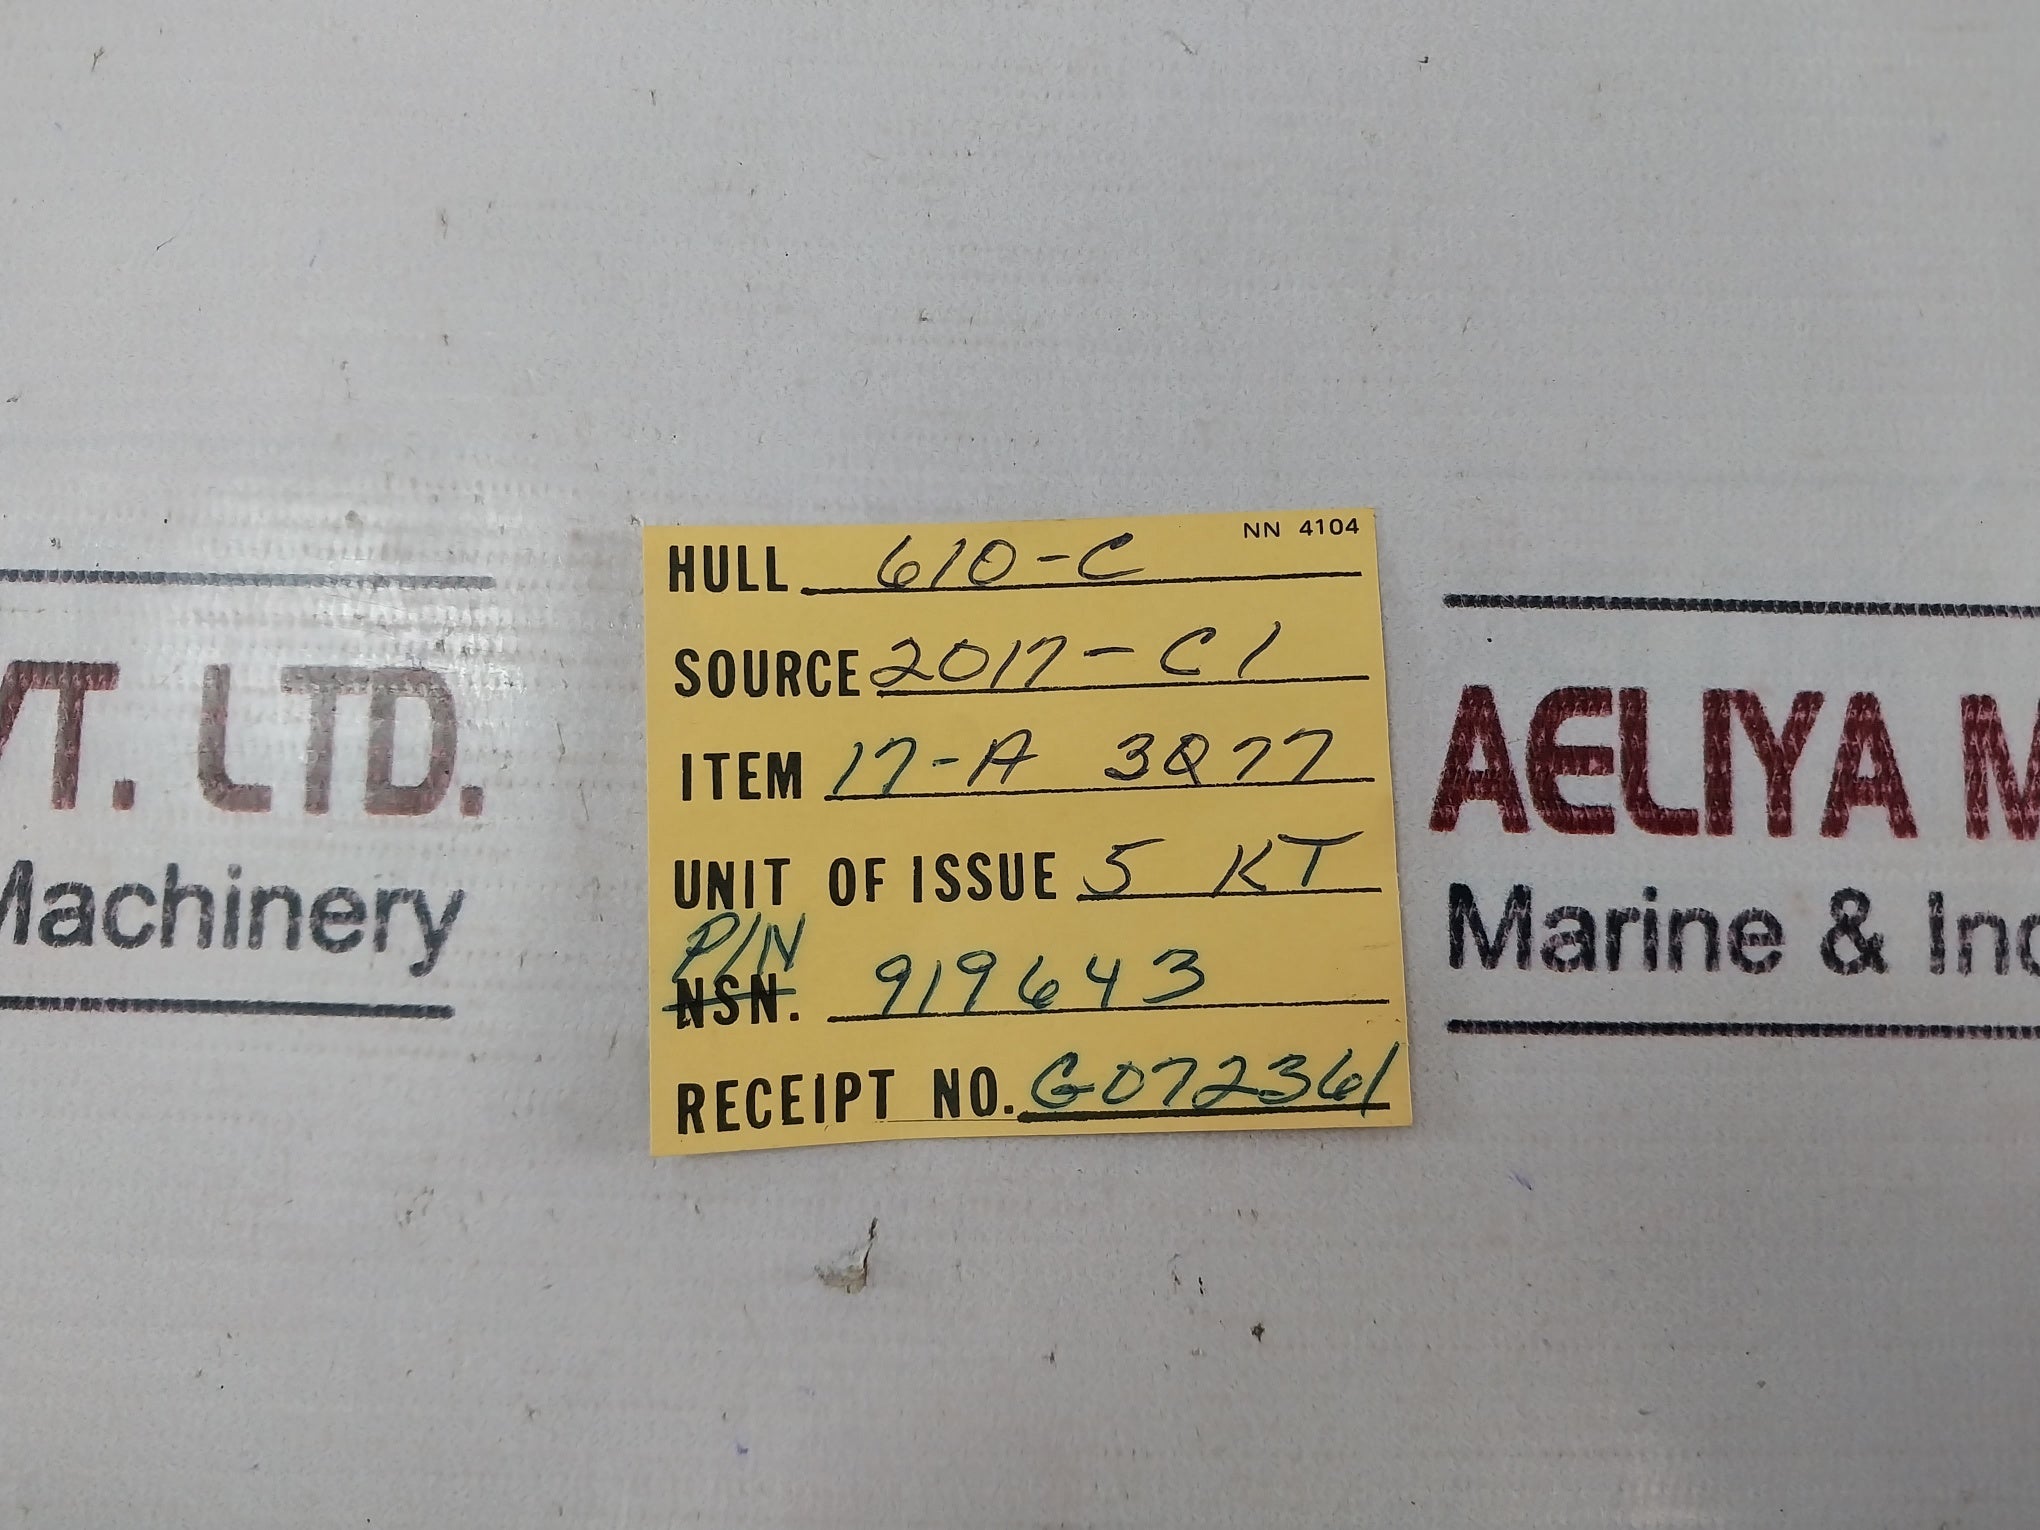 NN 4104
HULL 610-C
SOURCE 2017-C1
ITEM 17-A 3Q77
UNIT OF ISSUE 5 KT
P/N
NSN. 919643
RECEIPT NO. G072361
VT. LTD.
Machinery
AELIYA M
Marine & Ind